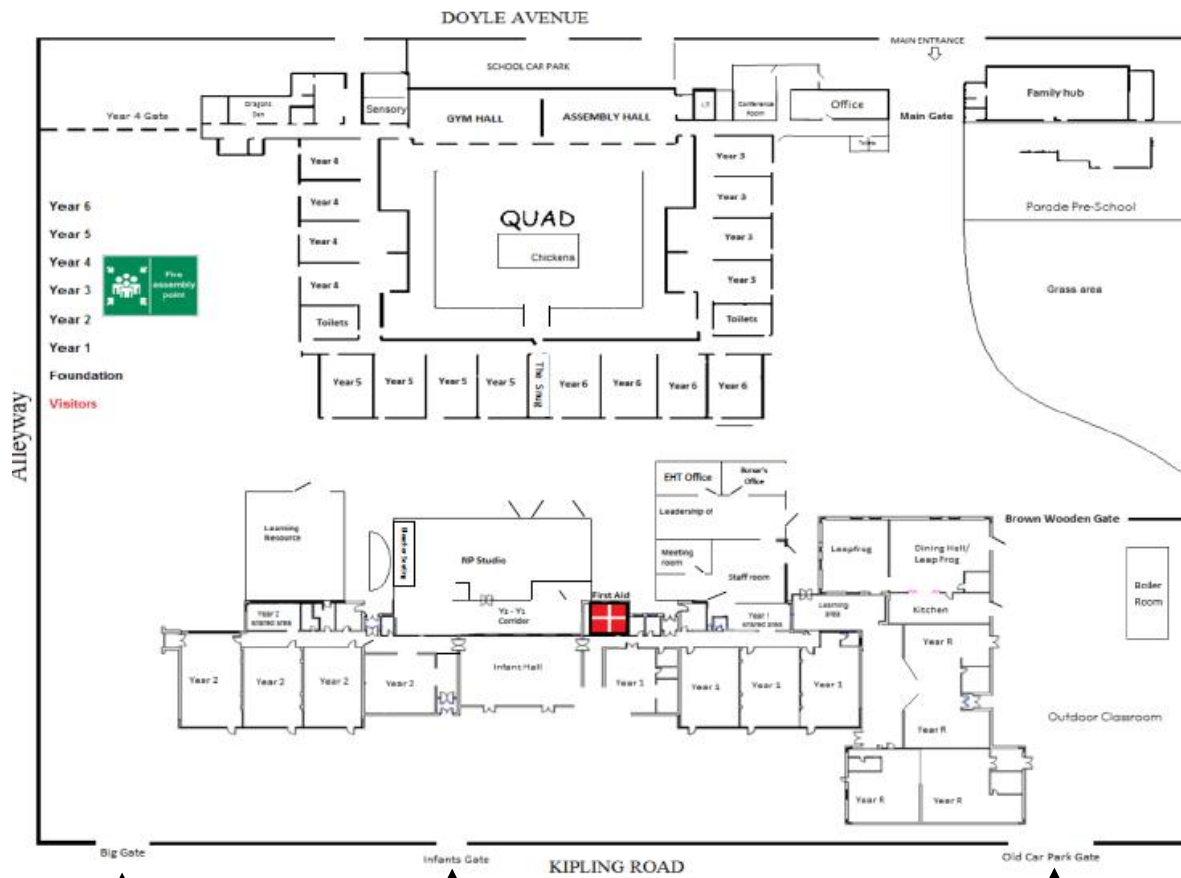 DOYLE AVENUE
MAIN ENTRANCE
SCHOOL CAR PARK
Dragons
Den
Sensory
GYM HALL
ASSEMBLY HALL
Conference
Room
Office
Main Gate
Family hub
Year 4 Gate
Toilets
Year 4
Year 3
Year 4
Year 3
Year 4
Year 3
Year 4
Year 3
Toilets
Toilets
QUAD
Chickens
Parade Pre-School
Grass area
Year 6
Year 5
Year 4
Year 3
Year 2
Year 1
Foundation
Visitors
Fire
assembly
point
Alleyway
Year 5
Year 5
Year 5
Year 5
The Snug
Year 6
Year 6
Year 6
Year 6
EHT Office
Bursar's
Office
Leadership of
Meeting
room
Staff room
Learning
Resource
RP Studio
First Aid
Y2 - Y1
Corridor
Leapfrog
Dining Hall/
Leap Frog
Brown Wooden Gate
Boiler
Room
Kitchen
Learning
area
Year 2
shared area
Year 1
shared area
Year 2
Year 2
Year 2
Year 2
Infant Hall
Year 1
Year 1
Year 1
Year 1
Year R
Year R
Year R
Year R
Outdoor Classroom
Big Gate
Infants Gate
KIPLING ROAD
Old Car Park Gate